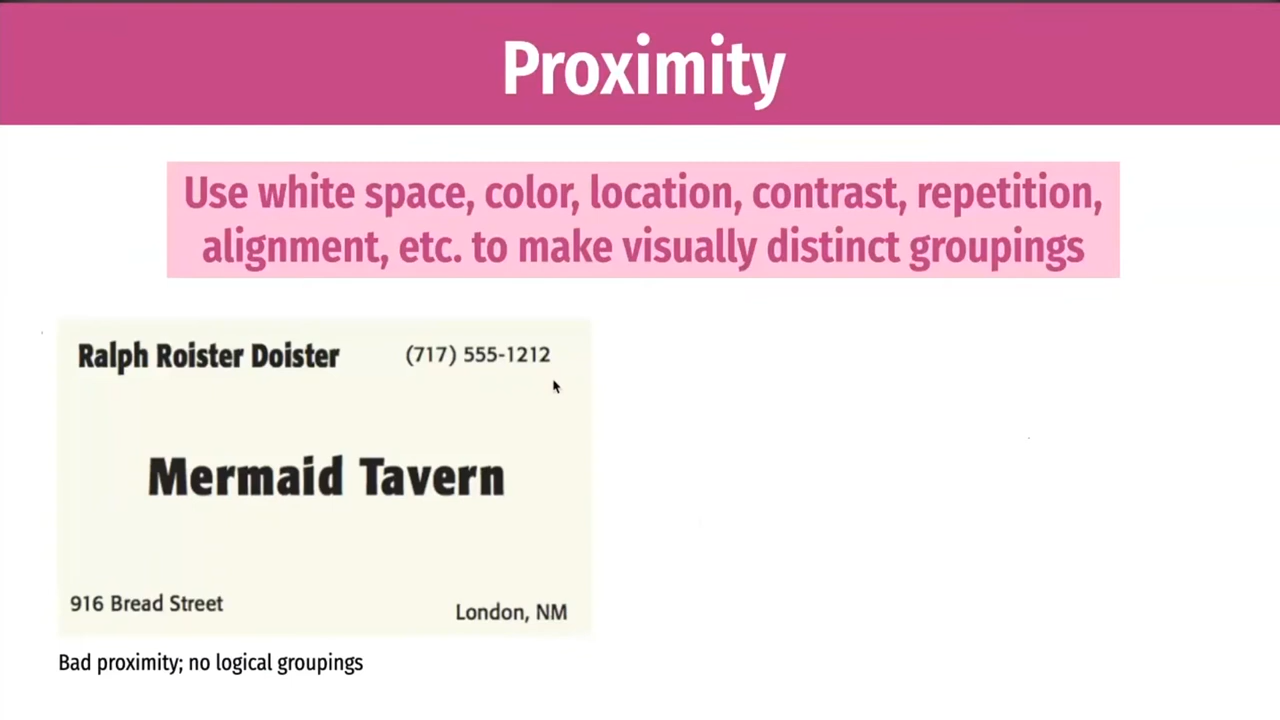 Proximity
Use white space, color, location, contrast, repetition,
alignment, etc. to make visually distinct groupings
Ralph Roister Doister
(717) 555-1212
Mermaid Tavern
916 Bread Street
London, NM
Bad proximity; no logical groupings